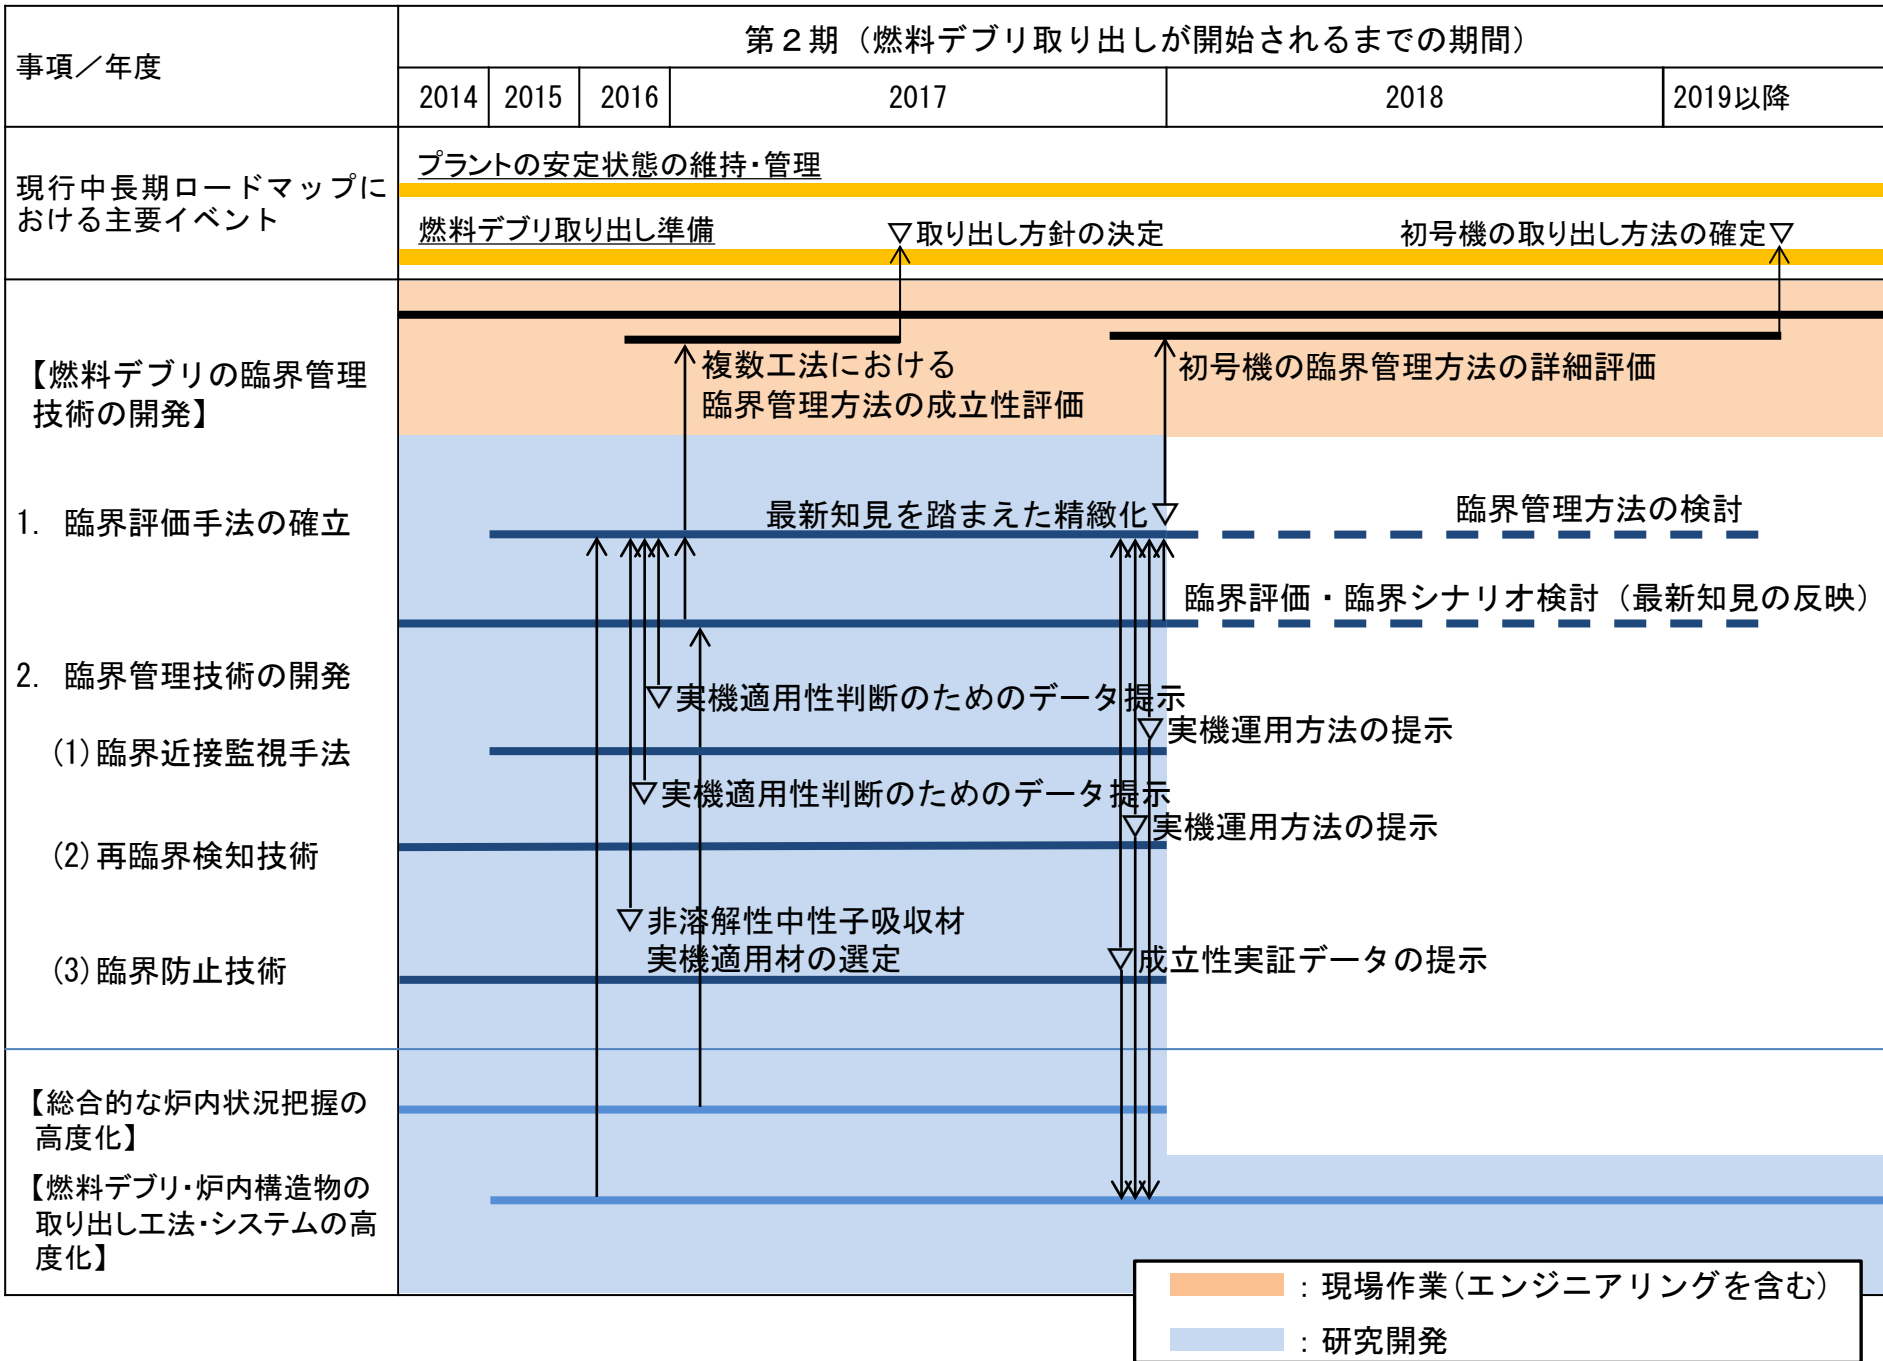 事項／年度
第２期（燃料デブリ取り出しが開始されるまでの期間）
2014
2015
2016
2017
2018
2019以降
現行中長期ロードマップに
おける主要イベント
プラントの安定状態の維持・管理
燃料デブリ取り出し準備
▽取り出し方針の決定
初号機の取り出し方法の確定▽
【燃料デブリの臨界管理
技術の開発】
複数工法における
臨界管理方法の成立性評価
初号機の臨界管理方法の詳細評価
1. 臨界評価手法の確立
最新知見を踏まえた精緻化▽
臨界管理方法の検討
臨界評価・臨界シナリオ検討（最新知見の反映）
2. 臨界管理技術の開発
▽実機適用性判断のためのデータ提示
▽実機運用方法の提示
(1)臨界近接監視手法
▽実機適用性判断のためのデータ提示
▽実機運用方法の提示
(2)再臨界検知技術
▽非溶解性中性子吸収材
実機適用材の選定
▽成立性実証データの提示
(3)臨界防止技術
【総合的な炉内状況把握の
高度化】
【燃料デブリ・炉内構造物の
取り出し工法・システムの高
度化】
：現場作業（エンジニアリングを含む）
：研究開発